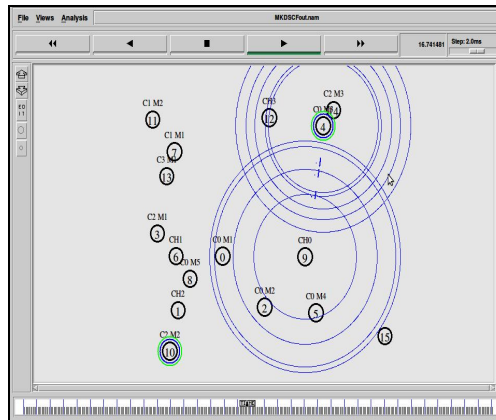 MKDSCFout.nam
File Views Analysis
16.741481 Step: 2.0ms
C2 M3
CH3
12
4
C1 M2
11
C1 M1
7
C3 M1
13
C2 M1
3
CH1
6
C0 M1
0
CH0
9
C0 M5
8
C0 M2
2
C0 M4
5
CH2
1
C2 M2
10
15